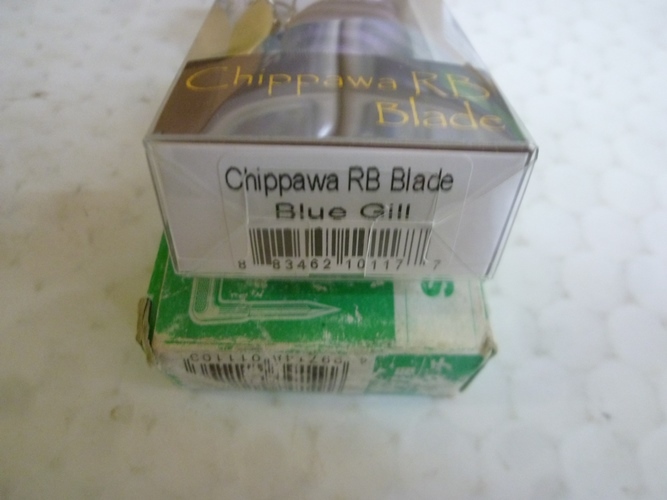 Chippawa RB
Blade
Chippawa RB Blade
Blue Gill
8 83462 10117 7